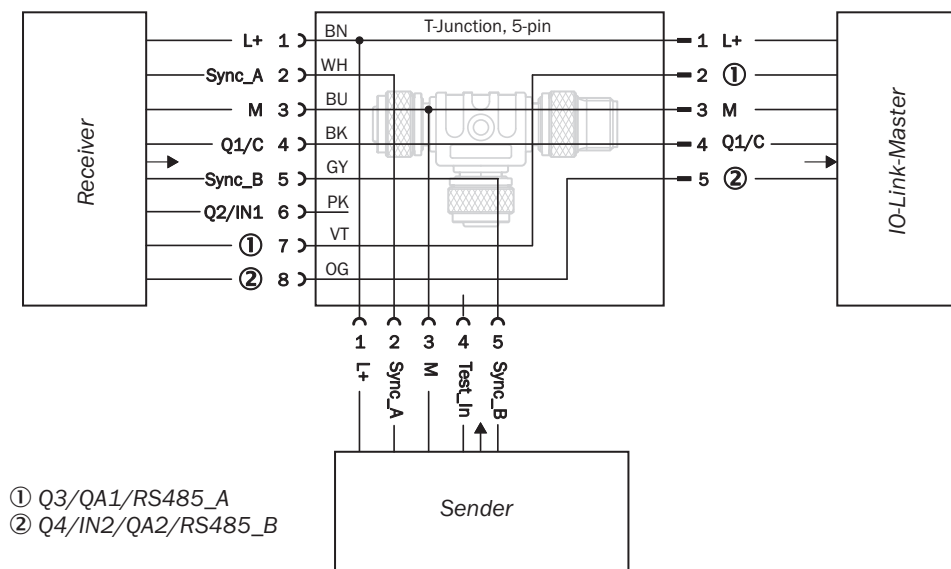 T-Junction, 5-pin
Receiver
L+ 1 BN
Sync_A 2 WH
M 3 BU
Q1/C 4 BK
Sync_B 5 GY
Q2/IN1 6 PK
① 7 VT
② 8 OG
1 L+
2 ①
3 M
4 Q1/C
5 ②
IO-Link-Master
1 2 3 4 5
L+ Sync_A M Test_In Sync_B
Sender
① Q3/QA1/RS485_A
② Q4/IN2/QA2/RS485_B